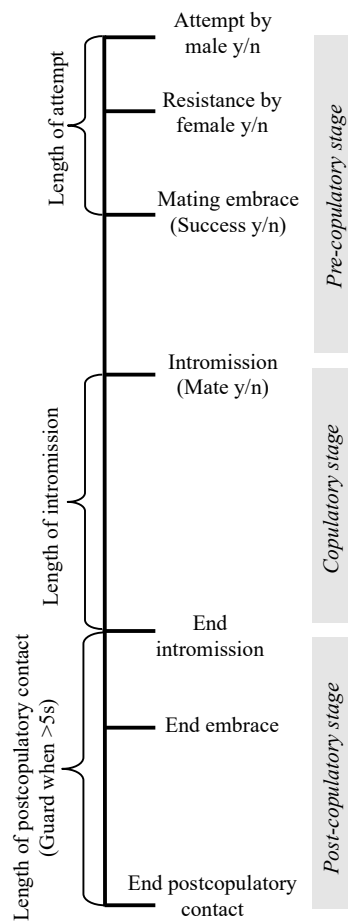 Attempt by
male y/n
Resistance by
female y/n
Mating embrace
(Success y/n)
Intromission
(Mate y/n)
End
intromission
End embrace
End postcopulatory
contact
Length of attempt
Length of intromission
Length of postcopulatory contact
(Guard when >5s)
Pre-copulatory stage
Copulatory stage
Post-copulatory stage